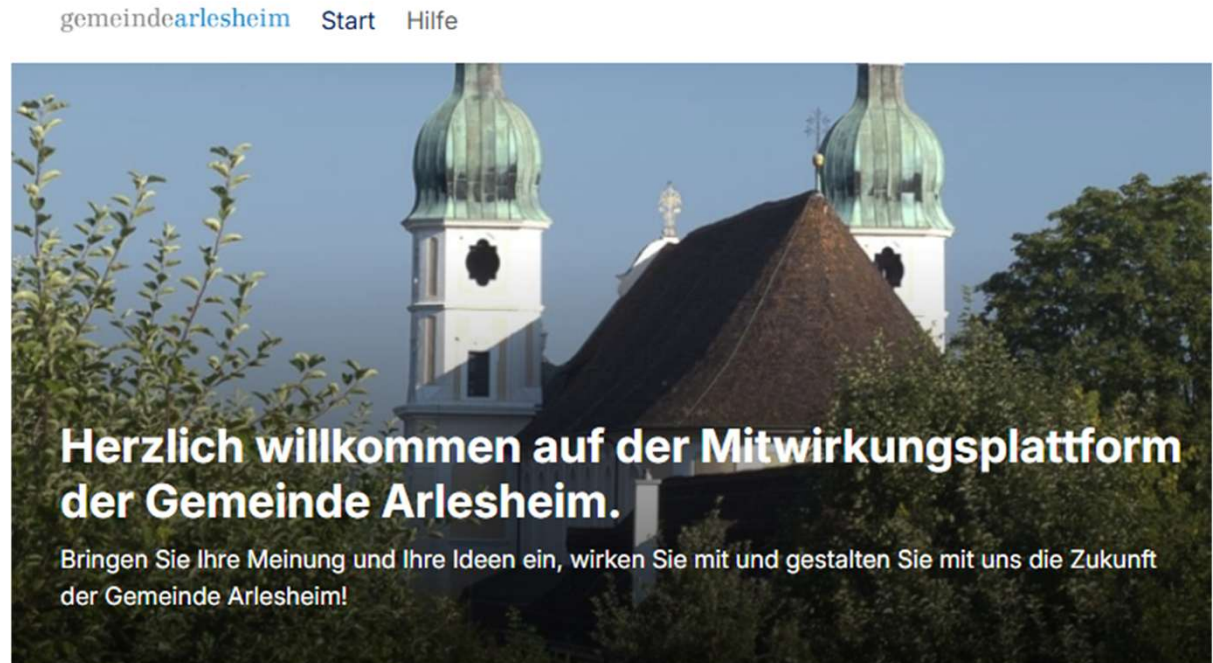 gemeindearlesheim Start Hilfe
Herzlich willkommen auf der Mitwirkungsplattform
der Gemeinde Arlesheim.
Bringen Sie Ihre Meinung und Ihre Ideen ein, wirken Sie mit und gestalten Sie mit uns die Zukunft
der Gemeinde Arlesheim!